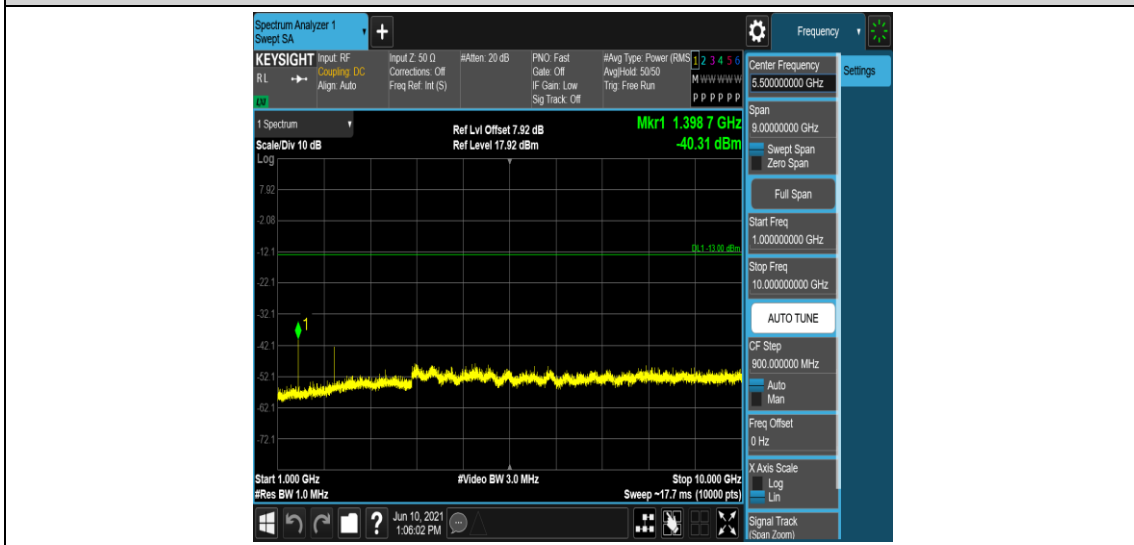 Spectrum Analyzer 1
Swept SA
+
Frequency
KEYSIGHT
RL
LXI
Input: RF
Coupling: DC
Align: Auto
Input Z: 50 Ω
Corrections: Off
Freq Ref: Int (S)
#Atten: 20 dB
PNO: Fast
Gate: Off
IF Gain: Low
Sig Track: Off
#Avg Type: Power (RMS
Avg|Hold: 50/50
Trig: Free Run
1 2 3 4 5 6
M W W W W W
P P P P P P
1 Spectrum
Scale/Div 10 dB
Log
Ref Lvl Offset 7.92 dB
Ref Level 17.92 dBm
Mkr1 1.398 7 GHz
-40.31 dBm
7.92
-2.08
-12.1
DL1 -13.00 dBm
-22.1
-32.1
1
-42.1
-52.1
-62.1
-72.1
Start 1.000 GHz
#Res BW 1.0 MHz
#Video BW 3.0 MHz
Stop 10.000 GHz
Sweep ~17.7 ms (10000 pts)
?
Jun 10, 2021
1:06:02 PM
Center Frequency
5.500000000 GHz
Settings
Span
9.00000000 GHz
Swept Span
Zero Span
Full Span
Start Freq
1.000000000 GHz
Stop Freq
10.000000000 GHz
AUTO TUNE
CF Step
900.000000 MHz
Auto
Man
Freq Offset
0 Hz
X Axis Scale
Log
Lin
Signal Track
(Span Zoom)